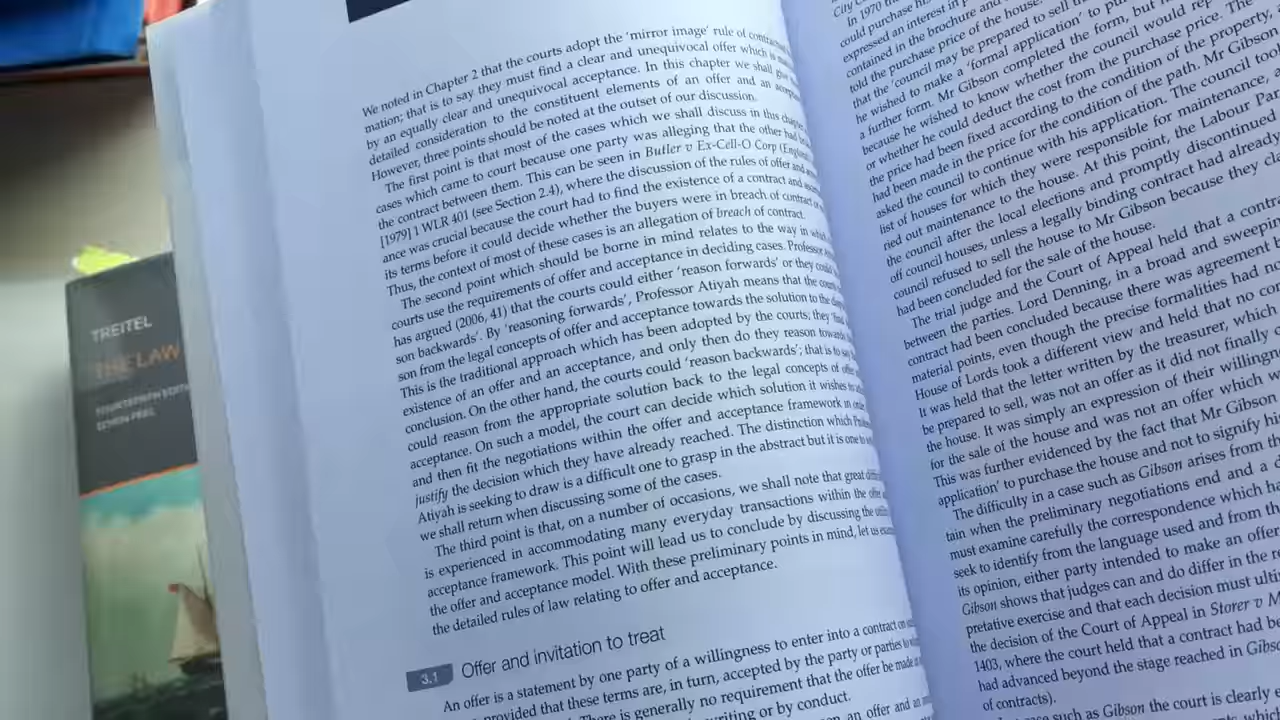 TREITEL
THE LAW
FOURTEENTH EDITI
EDWIN PEEL
We noted in Chapter 2 that the courts adopt the 'mirror image' rule of contractu
mation; that is to say they must find a clear and unequivocal offer which is
by an equally clear and unequivocal acceptance. In this chapter we shall give
detailed consideration to the constituent elements of an offer and an accepta
However, three points should be noted at the outset of our discussion.
The first point is that most of the cases which we shall discuss in this chapte
cases which came to court because one party was alleging that the other had
the contract between them. This can be seen in Butler v Ex-Cell-O Corp (Englan
[1979] 1 WLR 401 (see Section 2.4), where the discussion of the rules of offer and
ance was crucial because the court had to find the existence of a contract and
its terms before it could decide whether the buyers were in breach of contract or
Thus, the context of most of these cases is an allegation of breach of contract.
The second point which should be borne in mind relates to the way in which
courts use the requirements of offer and acceptance in deciding cases. Professor
has argued (2006, 41) that the courts could either 'reason forwards' or they could
son backwards'. By 'reasoning forwards', Professor Atiyah means that the courts
son from the legal concepts of offer and acceptance towards the solution to the
This is the traditional approach which has been adopted by the courts; they 'find
existence of an offer and an acceptance, and only then do they reason towards
conclusion. On the other hand, the courts could 'reason backwards'; that is to say
could reason from the appropriate solution back to the legal concepts of offer
acceptance. On such a model, the court can decide which solution it wishes to
and then fit the negotiations within the offer and acceptance framework in order
justify the decision which they have already reached. The distinction which Profe
Atiyah is seeking to draw is a difficult one to grasp in the abstract but it is one to
we shall return when discussing some of the cases.
The third point is that, on a number of occasions, we shall note that great diffi
is experienced in accommodating many everyday transactions within the offer
acceptance framework. This point will lead us to conclude by discussing the utility
the offer and acceptance model. With these preliminary points in mind, let us exam
the detailed rules of law relating to offer and acceptance.
3.1 Offer and invitation to treat
An offer is a statement by one party of a willingness to enter into a contract on
provided that these terms are, in turn, accepted by the party or parties to
There is generally no requirement that the offer be made
writing or by conduct.
an offer and an
City Co
In 1970 the
could purchase his
expressed an interest in p
contained in the brochure and
told the purchase price of the house.
that the 'council may be prepared to sell
he wished to make a 'formal application' to pu
a further form. Mr Gibson completed the form, but
because he wished to know whether the council would rep
or whether he could deduct the cost from the purchase price. The
the price had been fixed according to the condition of the property,
had been made in the price for the condition of the path. Mr Gibson
asked the council to continue with his application. The council took
list of houses for which they were responsible for maintenance,
ried out maintenance to the house. At this point, the Labour Par
the council after the local elections and promptly discontinued
off council houses, unless a legally binding contract had already
council refused to sell the house to Mr Gibson because they cla
had been concluded for the sale of the house.
The trial judge and the Court of Appeal held that a contr
between the parties. Lord Denning, in a broad and sweepin
contract had been concluded because there was agreement
material points, even though the precise formalities had no
House of Lords took a different view and held that no con
It was held that the letter written by the treasurer, which
be prepared to sell, was not an offer as it did not finally
the house. It was simply an expression of their willingn
for the sale of the house and was not an offer which w
This was further evidenced by the fact that Mr Gibson
application' to purchase the house and not to signify hi
The difficulty in a case such as Gibson arises from th
tain when the preliminary negotiations end and a d
must examine carefully the correspondence which ha
seek to identify from the language used and from th
its opinion, either party intended to make an offer
Gibson shows that judges can and do differ in the r
pretative exercise and that each decision must ulti
the decision of the Court of Appeal in Storer v M
1403, where the court held that a contract had be
had advanced beyond the stage reached in Gibso
of contracts).
case such as Gibson the court is clearly